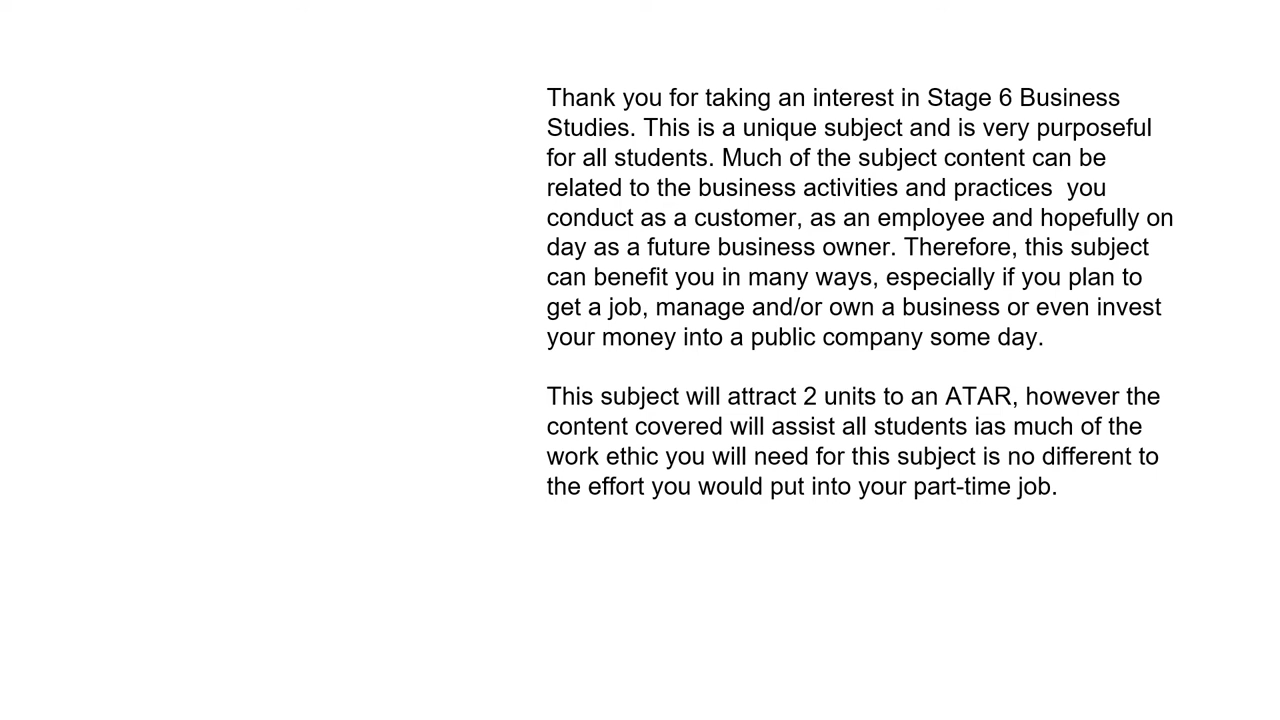 Thank you for taking an interest in Stage 6 Business
Studies. This is a unique subject and is very purposeful
for all students. Much of the subject content can be
related to the business activities and practices  you
conduct as a customer, as an employee and hopefully on
day as a future business owner. Therefore, this subject
can benefit you in many ways, especially if you plan to
get a job, manage and/or own a business or even invest
your money into a public company some day.

This subject will attract 2 units to an ATAR, however the
content covered will assist all students ias much of the
work ethic you will need for this subject is no different to
the effort you would put into your part-time job.